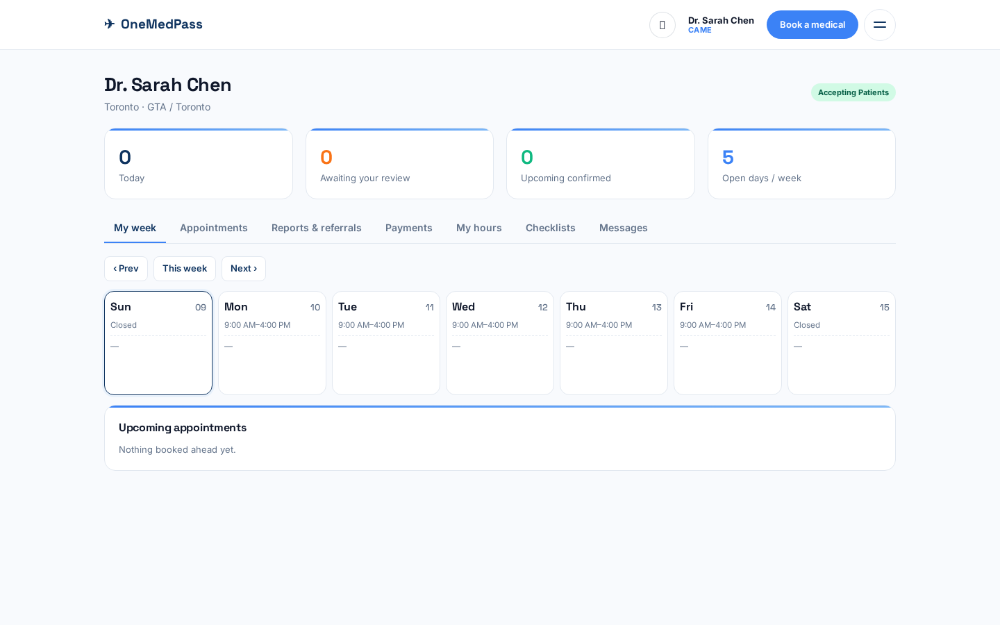 ✈ OneMedPass
Dr. Sarah Chen
CAME
Book a medical
Dr. Sarah Chen
Toronto · GTA / Toronto
Accepting Patients
0
Today
0
Awaiting your review
0
Upcoming confirmed
5
Open days / week
My week
Appointments
Reports & referrals
Payments
My hours
Checklists
Messages
‹ Prev
This week
Next ›
Sun 09
Closed
—
Mon 10
9:00 AM–4:00 PM
—
Tue 11
9:00 AM–4:00 PM
—
Wed 12
9:00 AM–4:00 PM
—
Thu 13
9:00 AM–4:00 PM
—
Fri 14
9:00 AM–4:00 PM
—
Sat 15
Closed
—
Upcoming appointments
Nothing booked ahead yet.